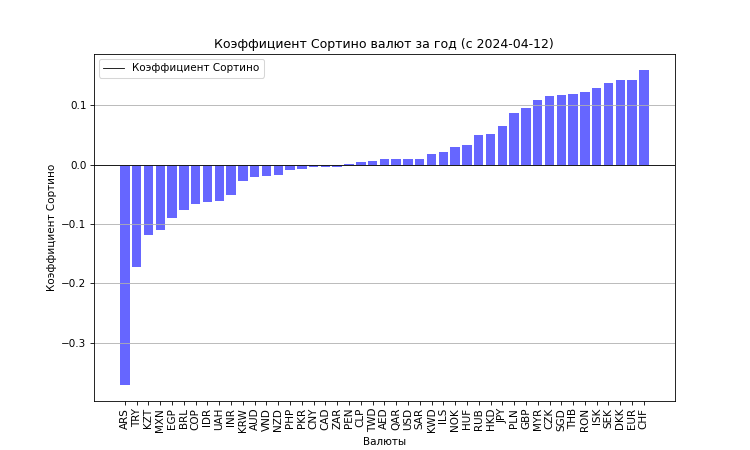 Коэффициент Сортино валют за год (с 2024-04-12)
Коэффициент Сортино
0.1
0.0
−0.1
−0.2
−0.3
Коэффициент Сортино
ARS TRY KZT MXN EGP BRL COP IDR UAH INR KRW AUD VND NZD PHP PKR CNY CAD ZAR PEN CLP TWD AED QAR USD SAR KWD ILS NOK HUF RUB HKD JPY PLN GBP MYR CZK SGD THB RON ISK SEK DKK EUR CHF
Валюты